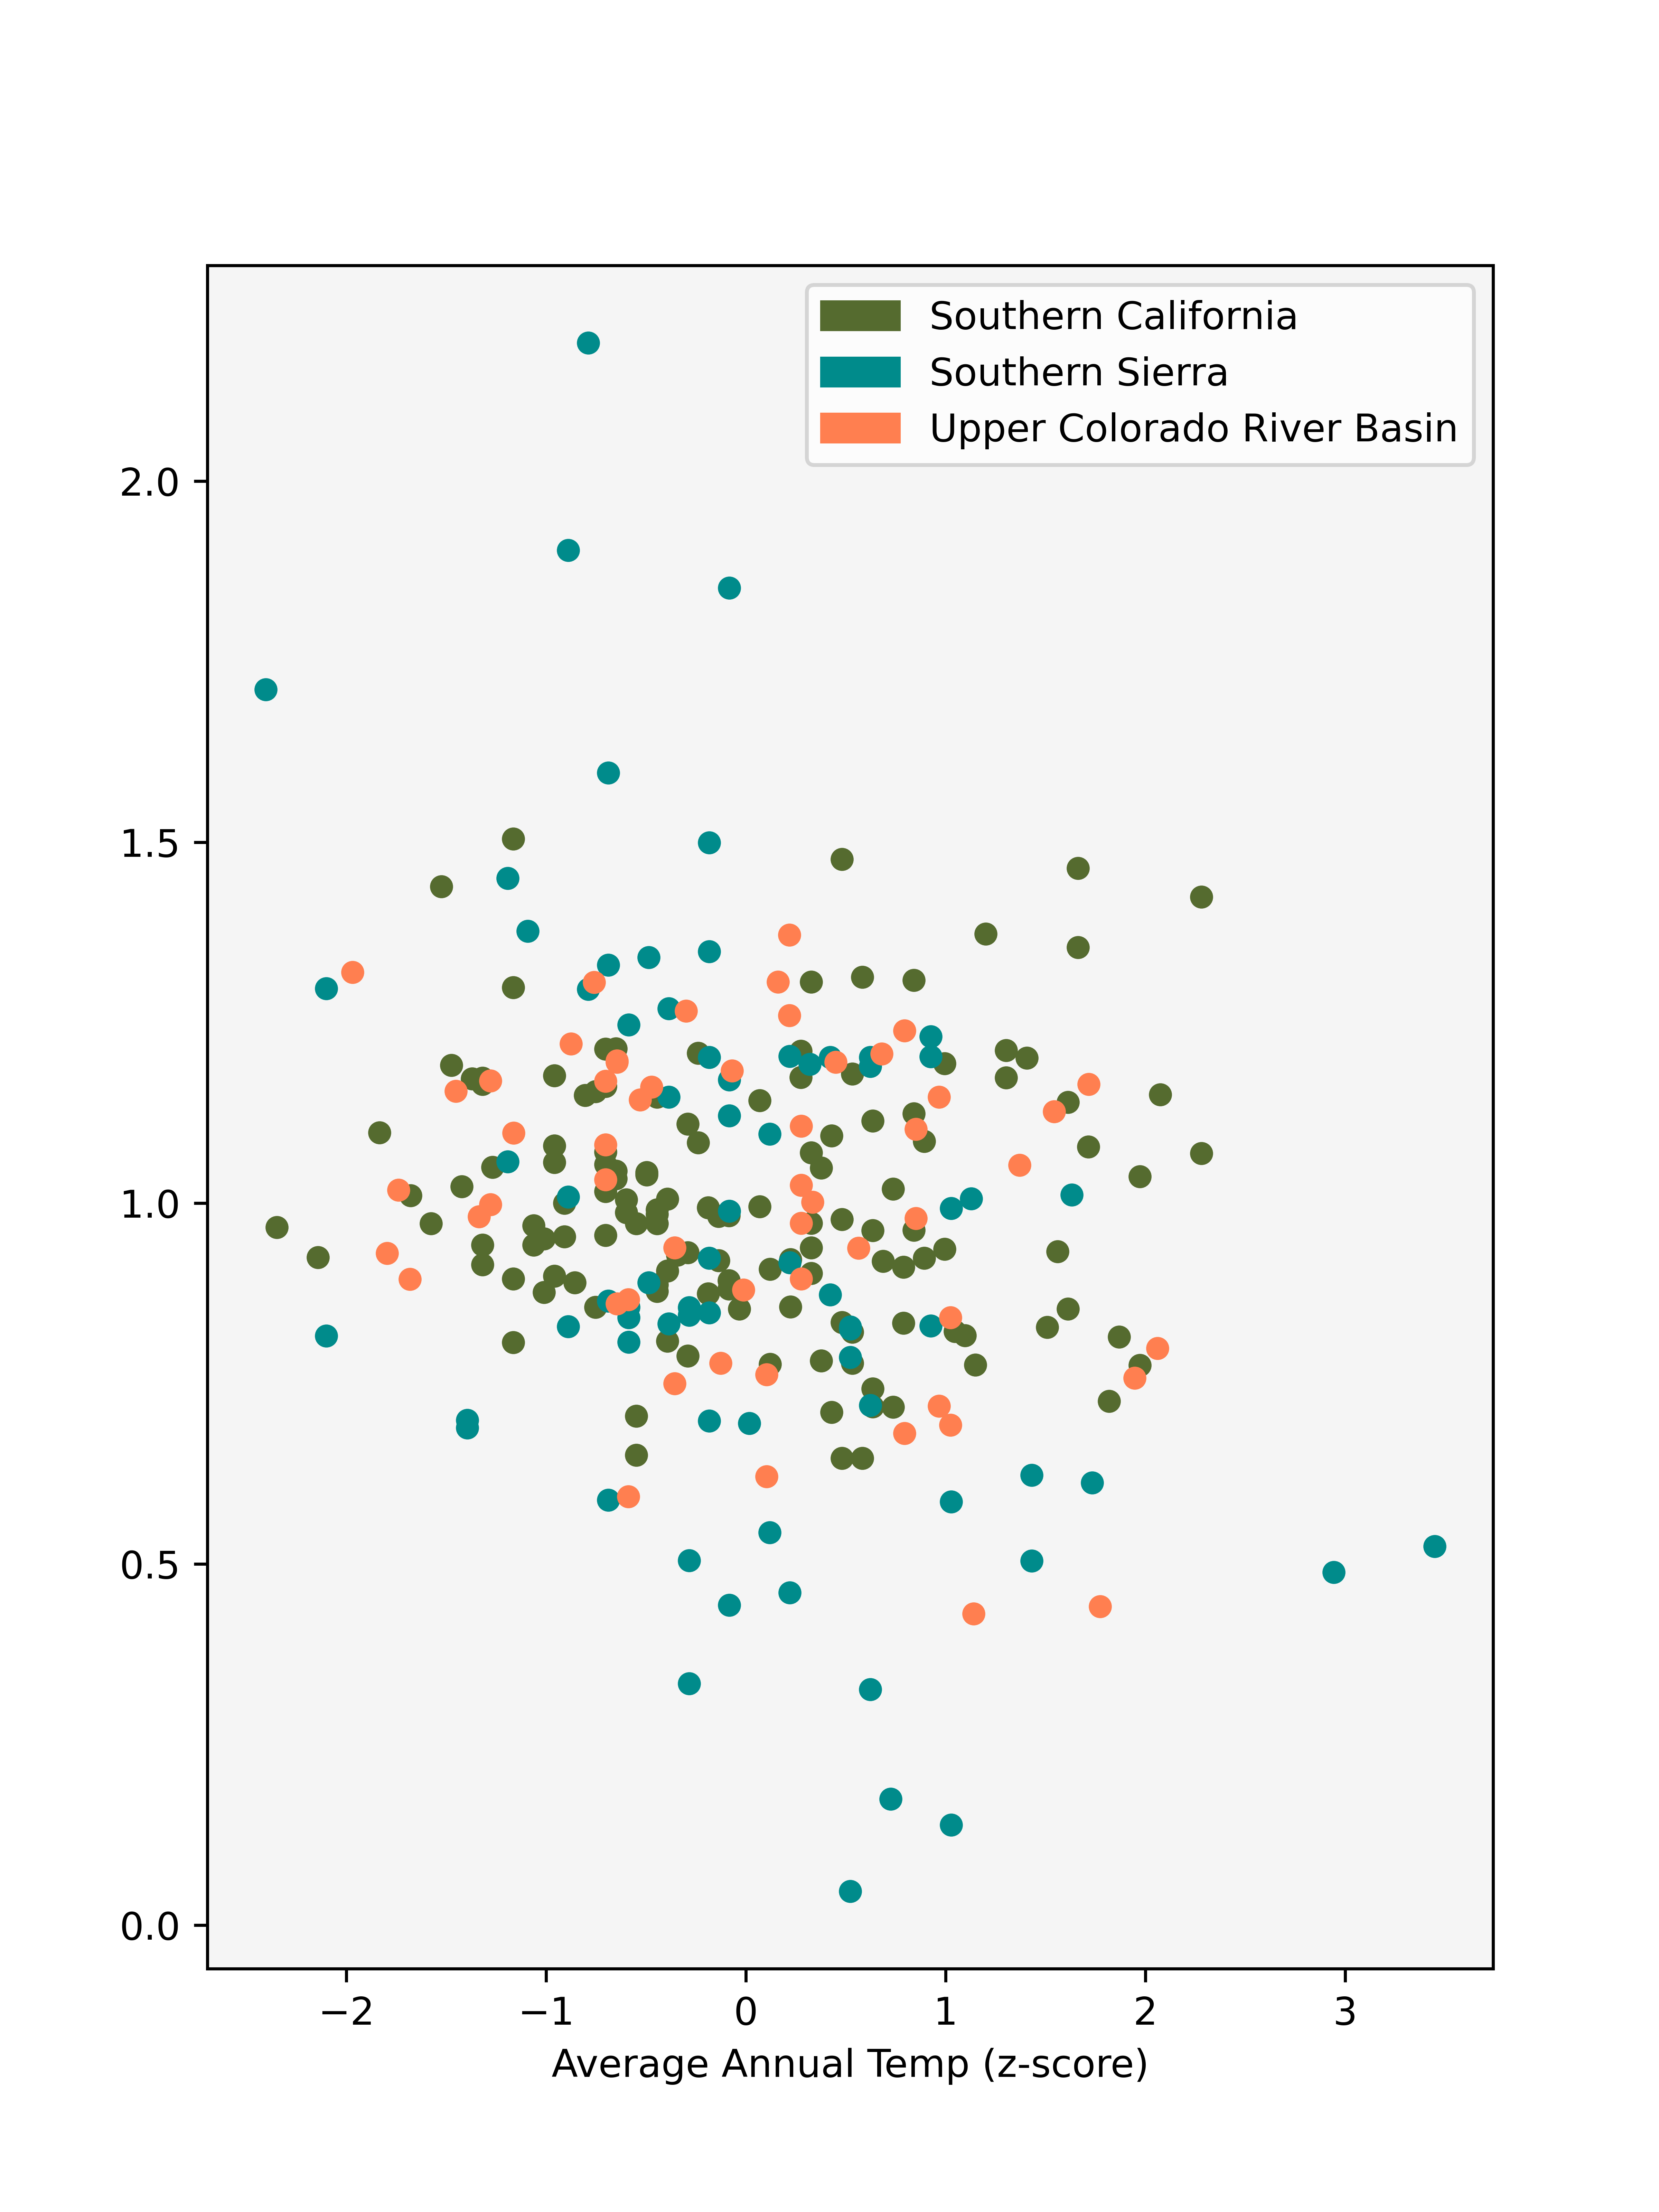 Southern California
Southern Sierra
Upper Colorado River Basin
2.0
1.5
1.0
0.5
0.0
−2 −1 0 1 2 3
Average Annual Temp (z-score)